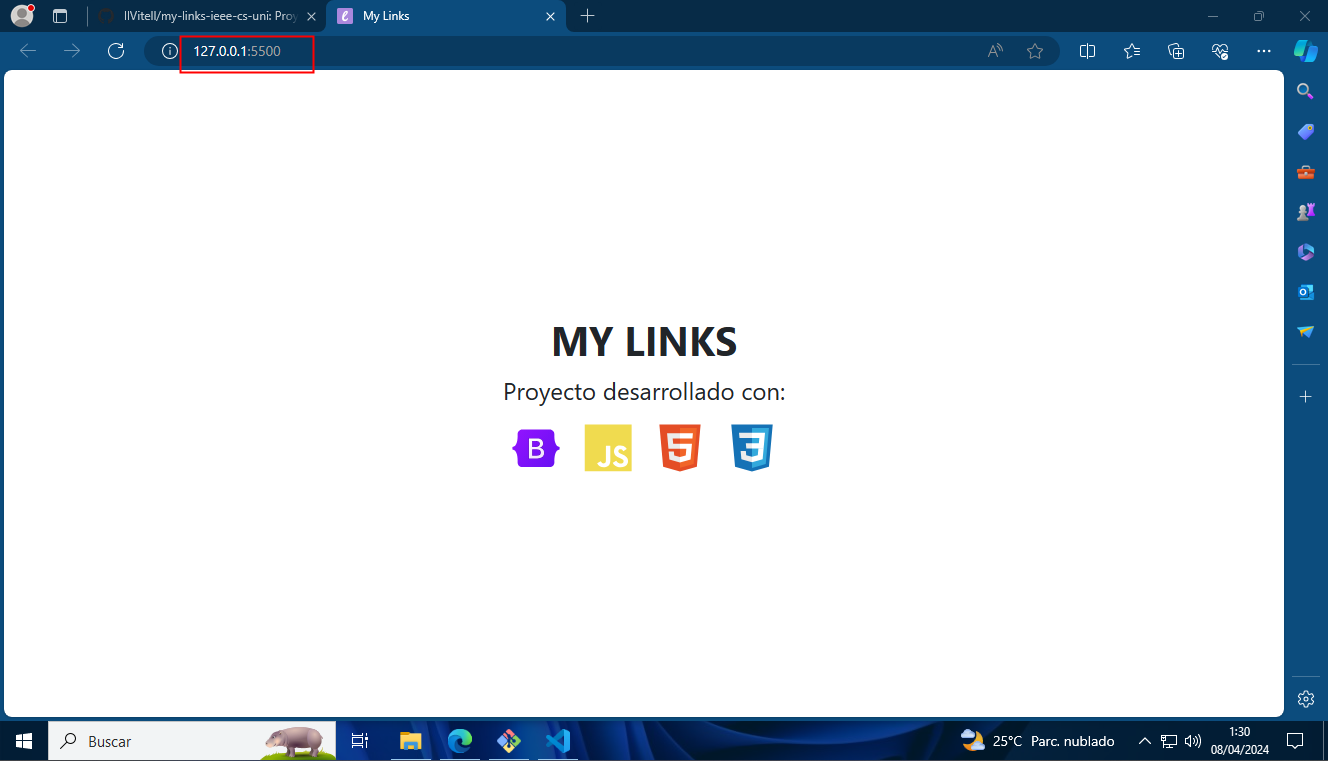 llVitell/my-links-ieee-cs-uni: Proy
My Links
127.0.0.1:5500
MY LINKS
Proyecto desarrollado con:
B
JS
5
3
Buscar
25°C Parc. nublado
1:30
08/04/2024